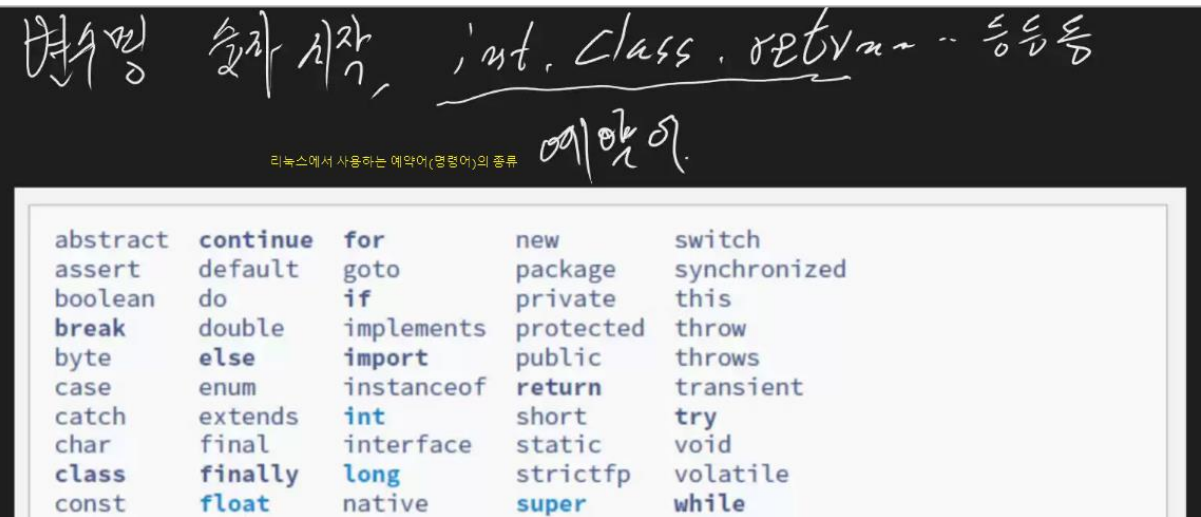 변수명 숫자 시작, int, class, return .. 등등등
예약어.
리눅스에서 사용하는 예약어(명령어)의 종류
abstract continue for new switch
assert default goto package synchronized
boolean do if private this
break double implements protected throw
byte else import public throws
case enum instanceof return transient
catch extends int short try
char final interface static void
class finally long strictfp volatile
const float native super while